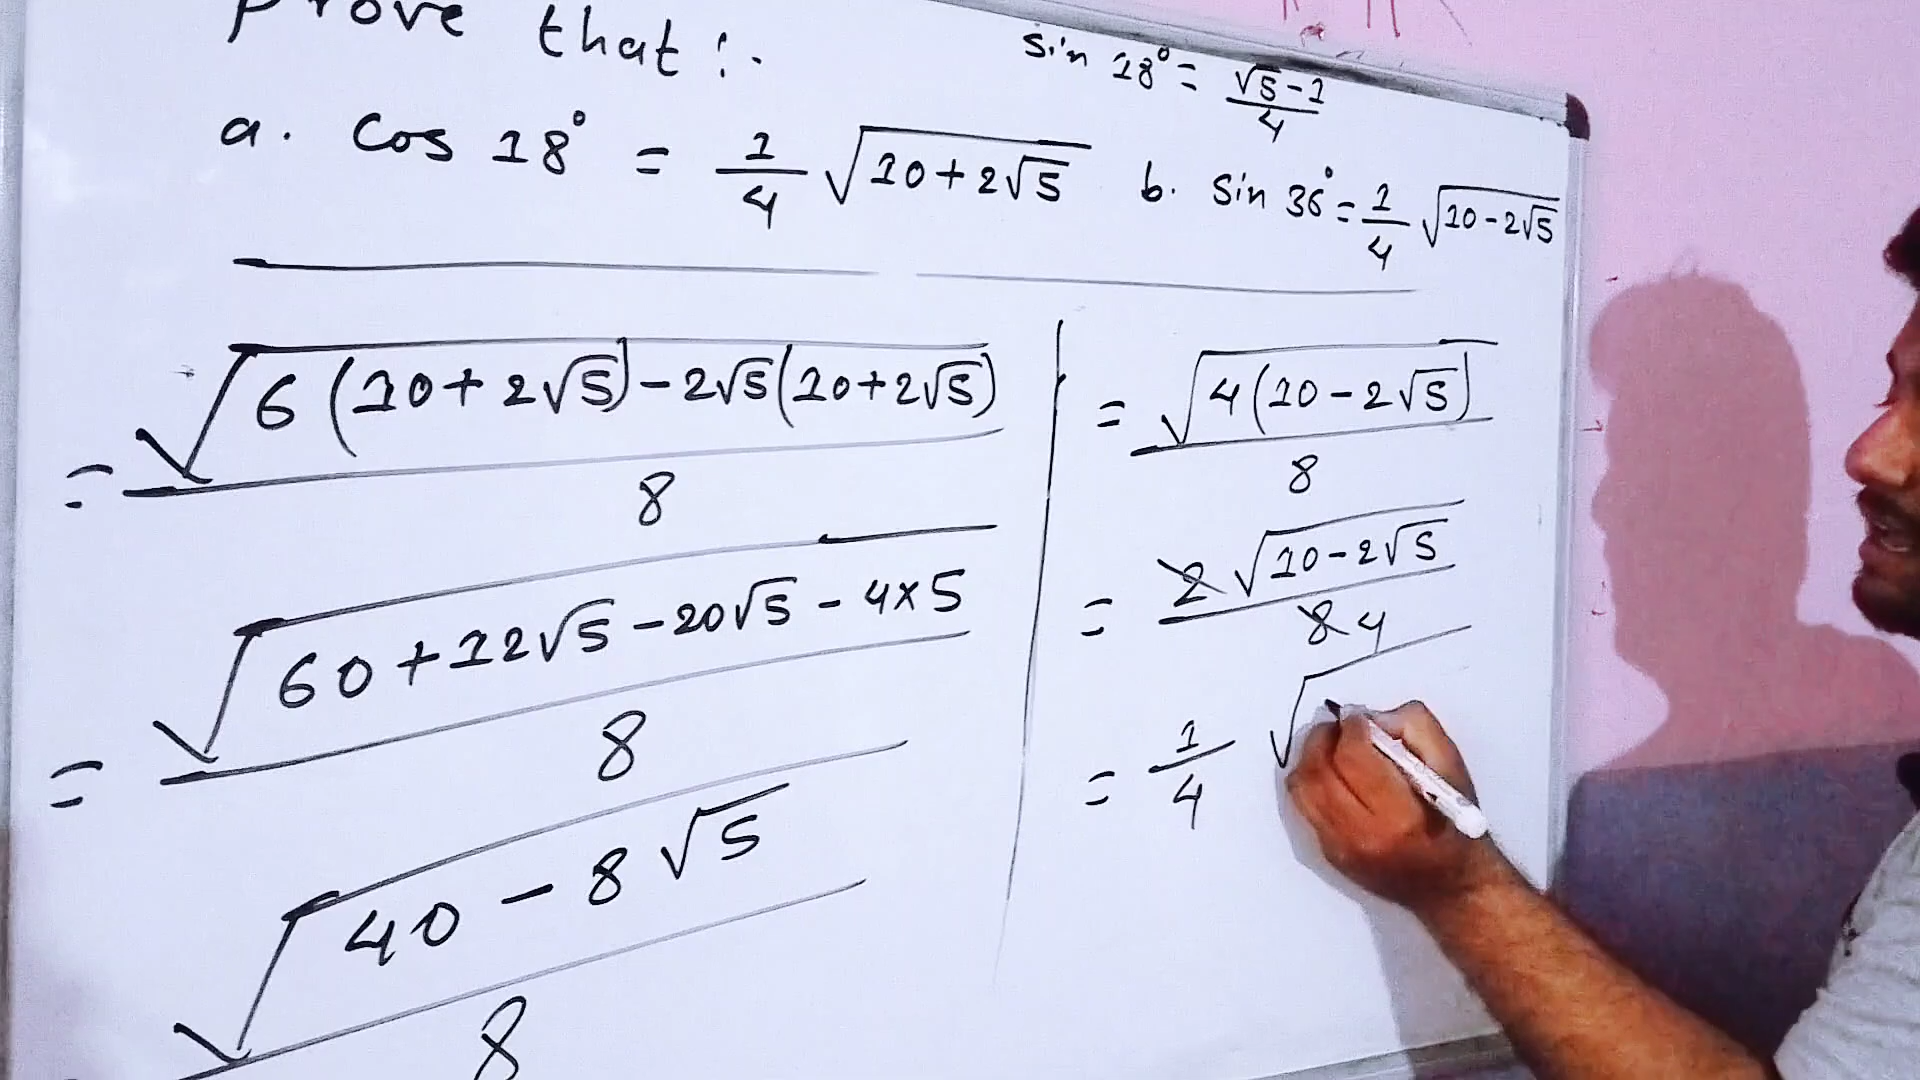 Prove that :-
sin 18° = (√5 - 1)/4
a. cos 18° = 1/4 √(10 + 2√5)
b. sin 36° = 1/4 √(10 - 2√5)
= √(6(10 + 2√5) - 2√5(10 + 2√5))/8
= √(60 + 12√5 - 20√5 - 4×5)/8
√(40 - 8√5)/8
= √(4(10 - 2√5))/8
= 2√(10 - 2√5)/8 4
= 1/4 √